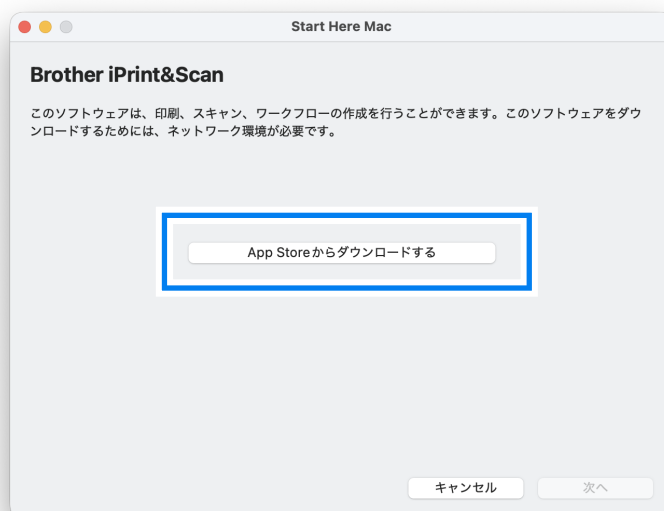 Start Here Mac
Brother iPrint&Scan
このソフトウェアは、印刷、スキャン、ワークフローの作成を行うことができます。このソフトウェアをダウ
ンロードするためには、ネットワーク環境が必要です。
App Storeからダウンロードする
キャンセル
次へ